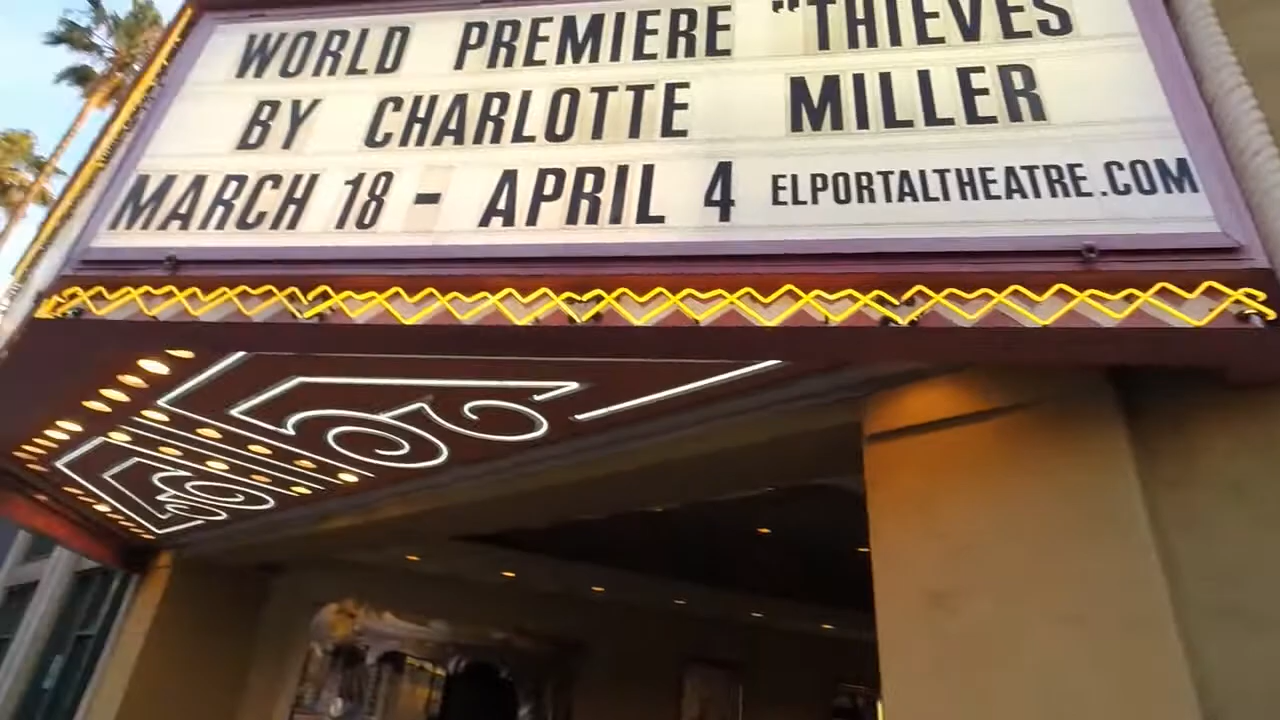 WORLD PREMIERE "THIEVES
BY CHARLOTTE MILLER
MARCH 18 - APRIL 4 ELPORTALTHEATRE.COM